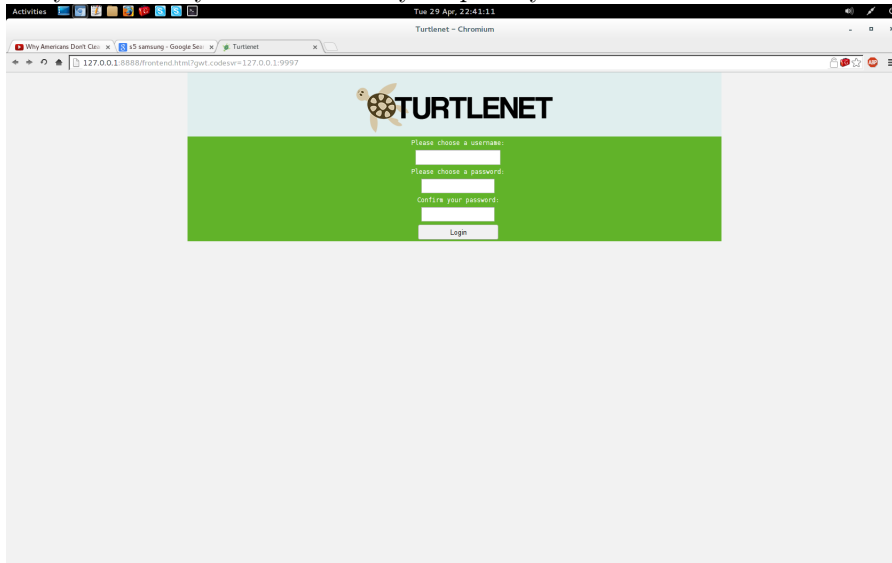 Activities
Tue 29 Apr, 22:41:11
Turtlenet – Chromium
Why Americans Don't
s5 samsung - Google Sea
Turtlenet
127.0.0.1:8888/frontend.html?gwt.codesvr=127.0.0.1:9997
TURTLENET
Please choose a username:
Please choose a password:
Confirm your password:
Login